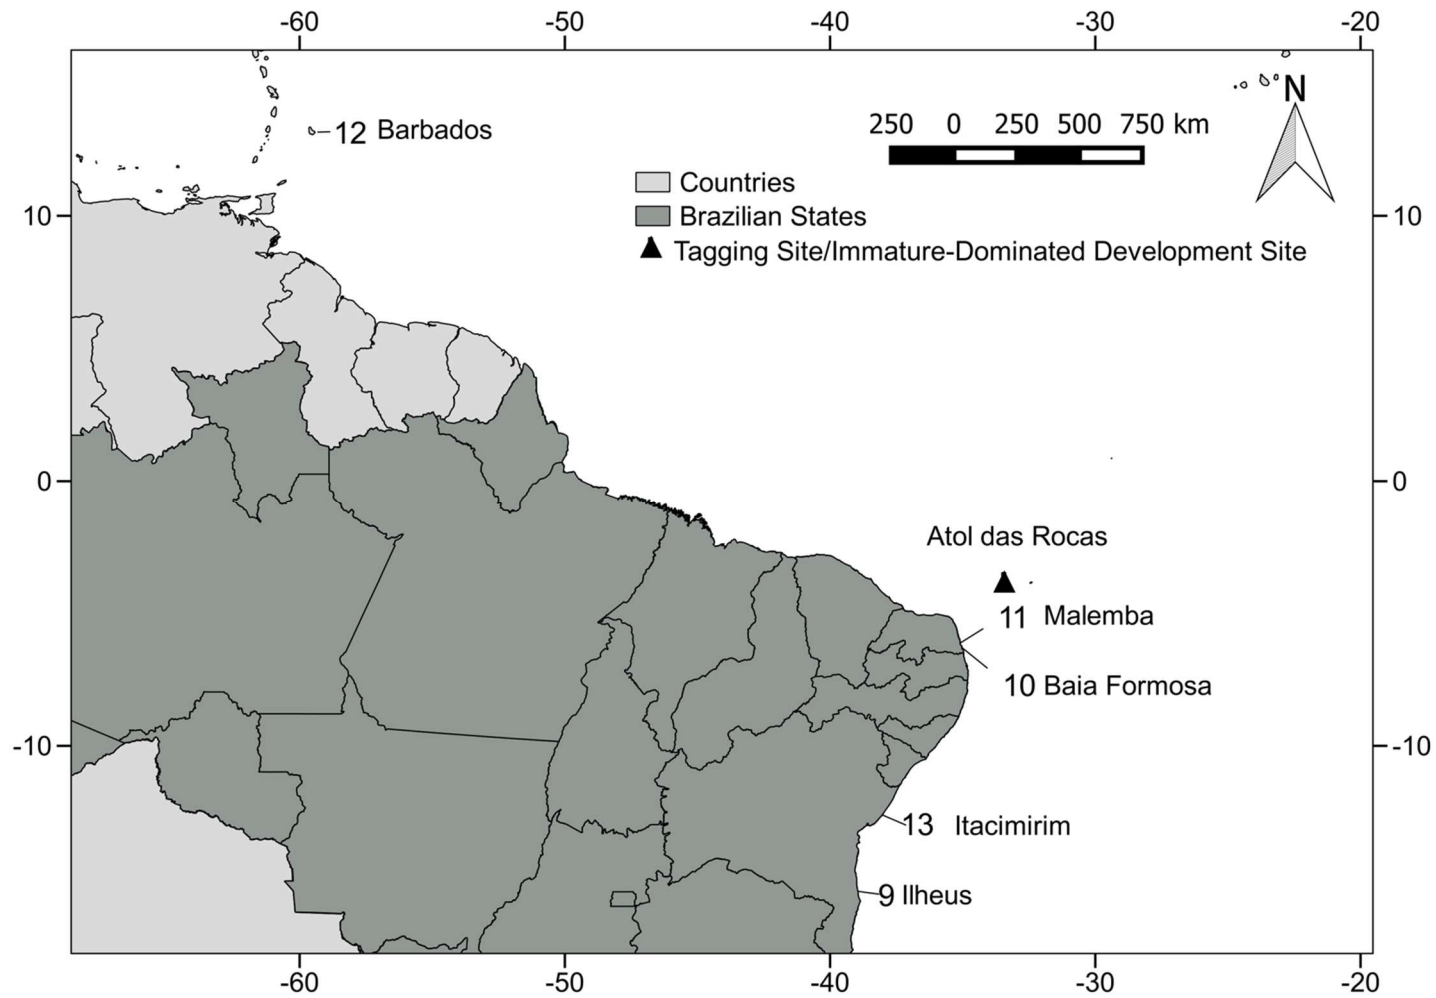 -60 -50 -40 -30 -20
N
250 0 250 500 750 km
12 Barbados
Countries
10 Brazilian States 10
Tagging Site/Immature-Dominated Development Site
0 0
Atol das Rocas
11 Malemba
10 Baia Formosa
-10 -10
13 Itacimirim
9 Ilheus
-60 -50 -40 -30 -20